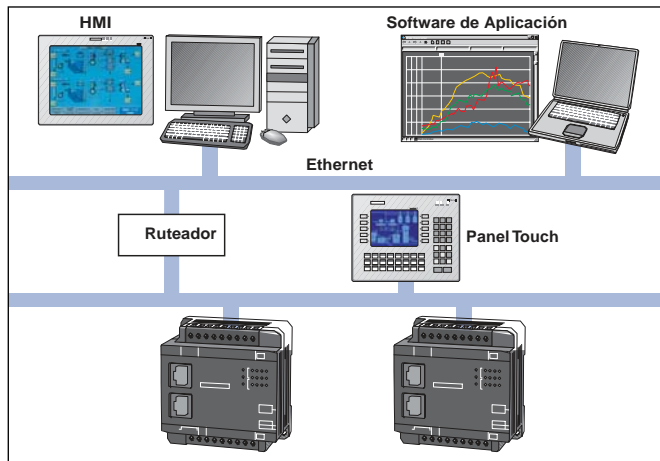 HMI
Software de Aplicación
Ethernet
Ruteador
Panel Touch